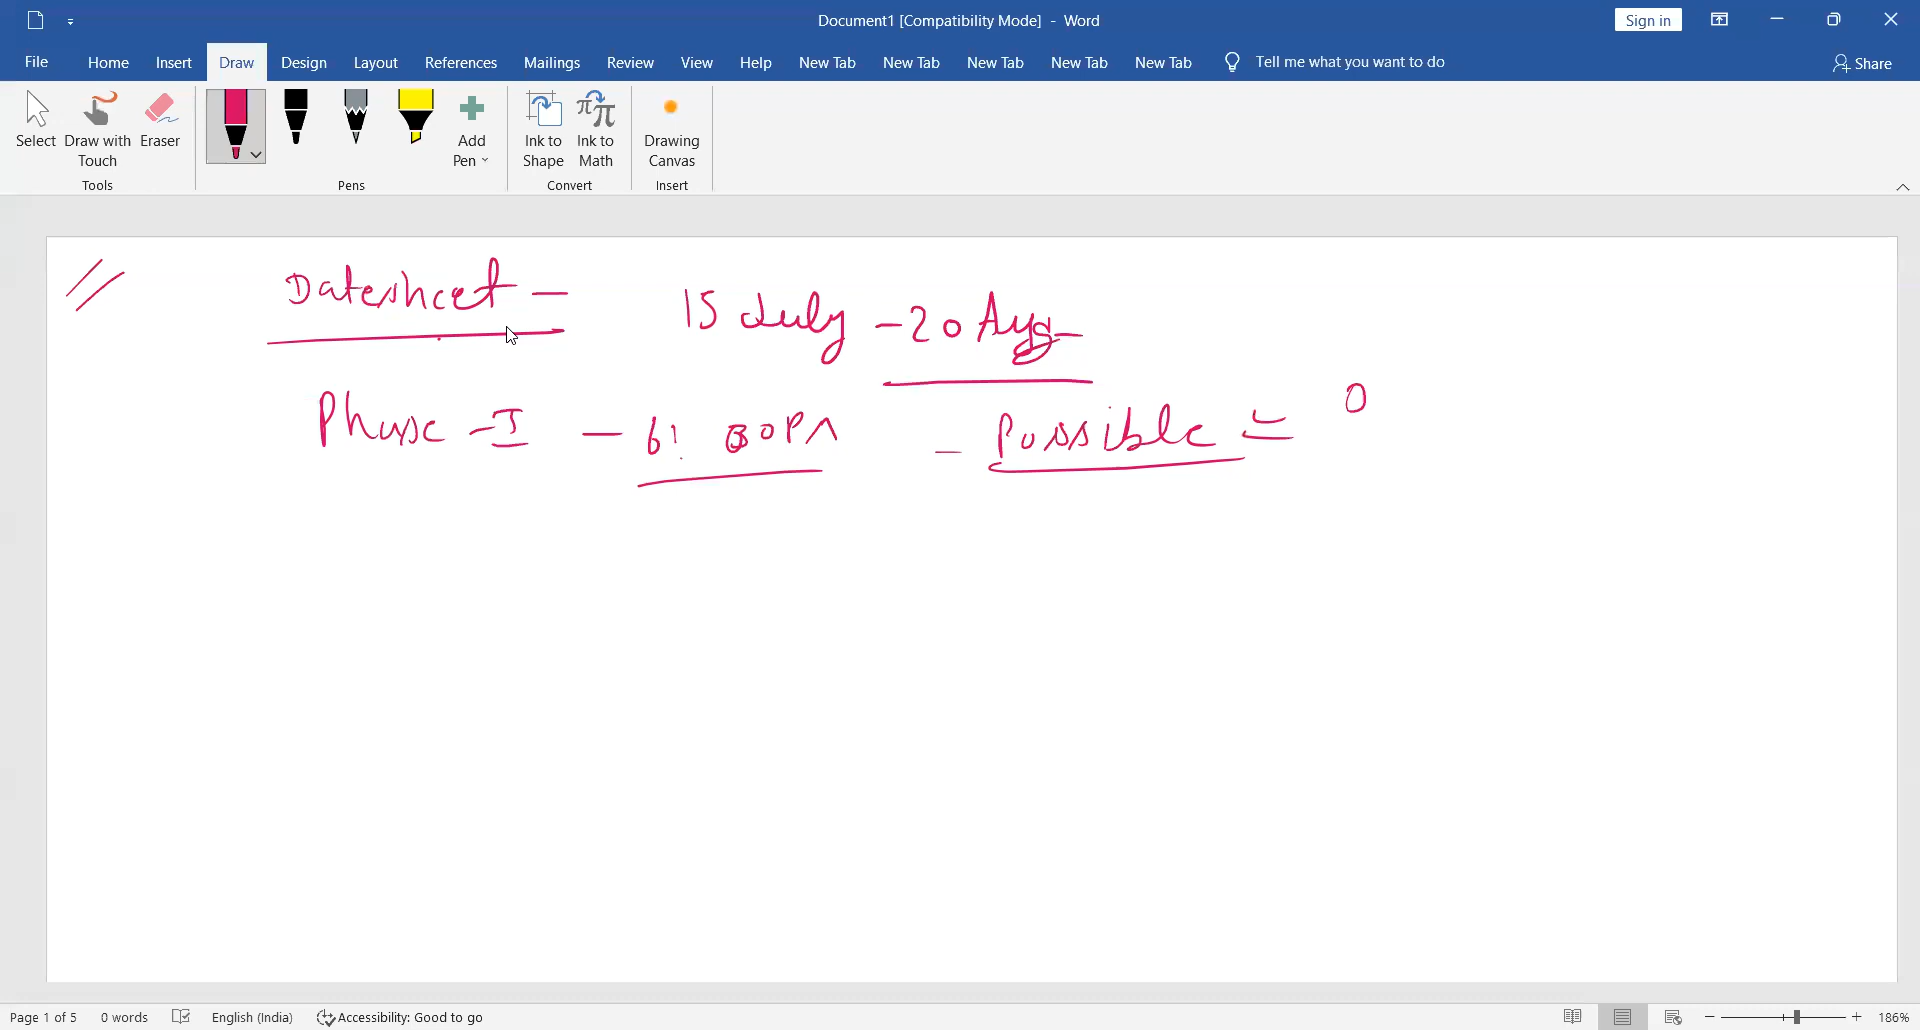 Document1 [Compatibility Mode] - Word
Sign in
File Home Insert Draw Design Layout References Mailings Review View Help New Tab New Tab New Tab New Tab New Tab Tell me what you want to do Share
Select Draw with Touch Eraser Add Pen Ink to Shape Ink to Math Drawing Canvas
Tools Pens Convert Insert
Datesheet – 15 July – 20 Aug –
Phase – I – 6: 30PM – Possible = 0
Page 1 of 5 0 words English (India) Accessibility: Good to go 186%